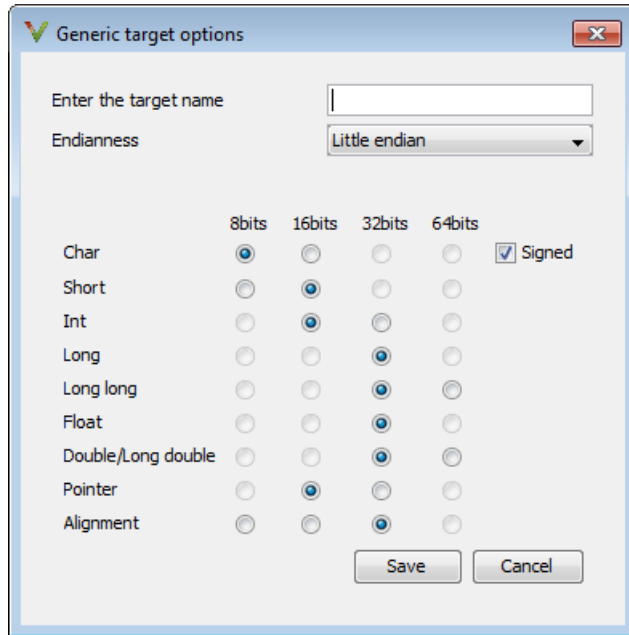 Generic target options
Enter the target name
Endianness Little endian
8bits 16bits 32bits 64bits
Char Signed
Short
Int
Long
Long long
Float
Double/Long double
Pointer
Alignment
Save Cancel